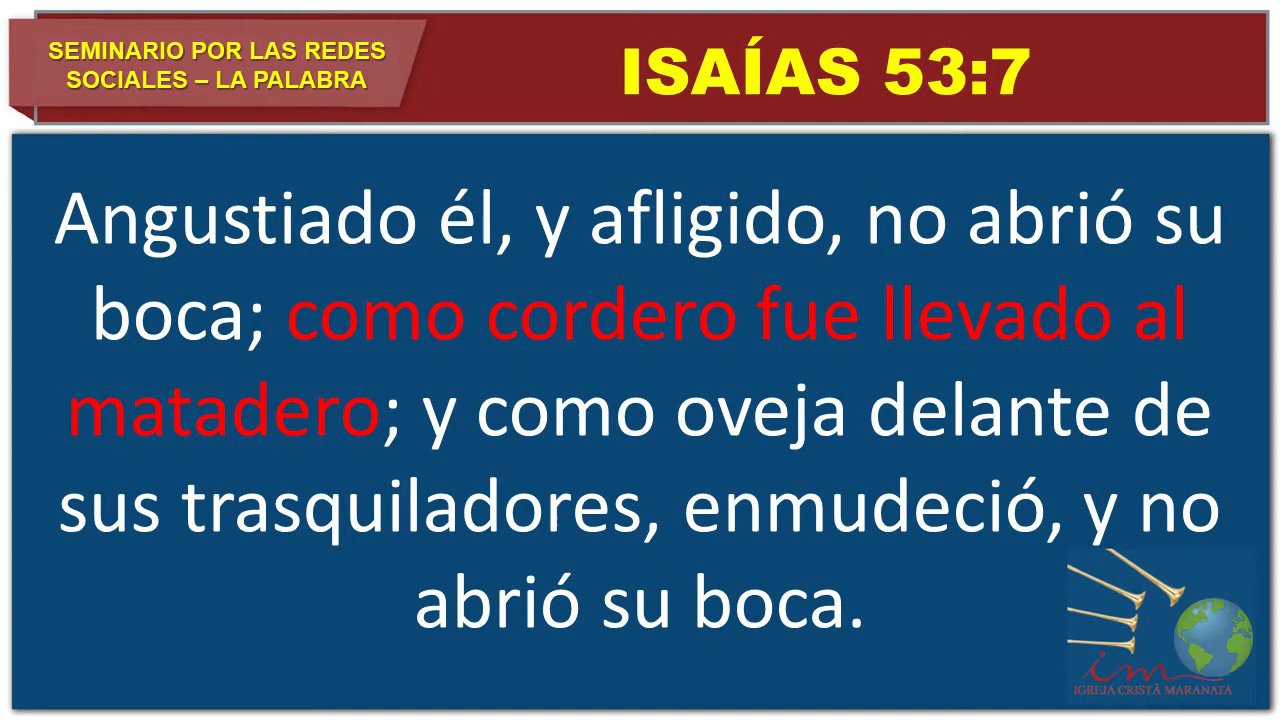 SEMINARIO POR LAS REDES
SOCIALES – LA PALABRA
ISAÍAS 53:7
Angustiado él, y afligido, no abrió su
boca; como cordero fue llevado al
matadero; y como oveja delante de
sus trasquiladores, enmudeció, y no
abrió su boca.
im
IGREJA CRISTÃ MARANATA